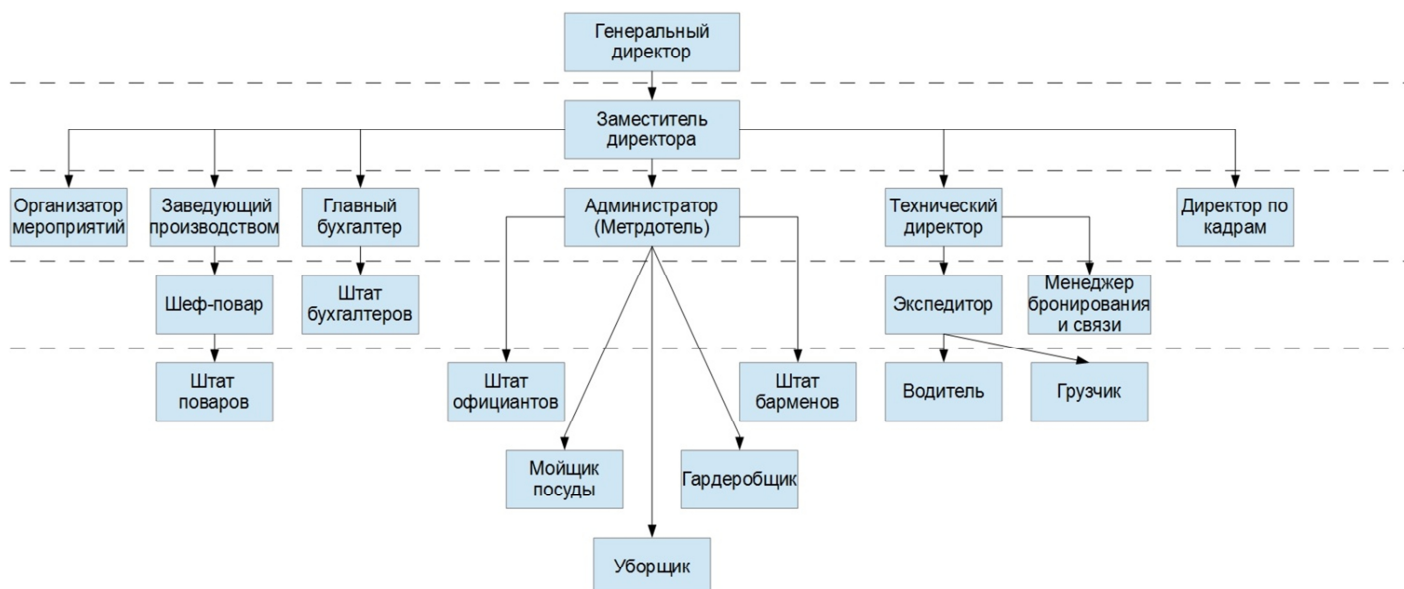 Генеральный
директор
Заместитель
директора
Организатор
мероприятий
Заведующий
производством
Главный
бухгалтер
Администратор
(Метрдотель)
Технический
директор
Директор по
кадрам
Шеф-повар
Штат
бухгалтеров
Экспедитор
Менеджер
бронирования
и связи
Штат
поваров
Штат
официантов
Штат
барменов
Водитель
Грузчик
Мойщик
посуды
Гардеробщик
Уборщик